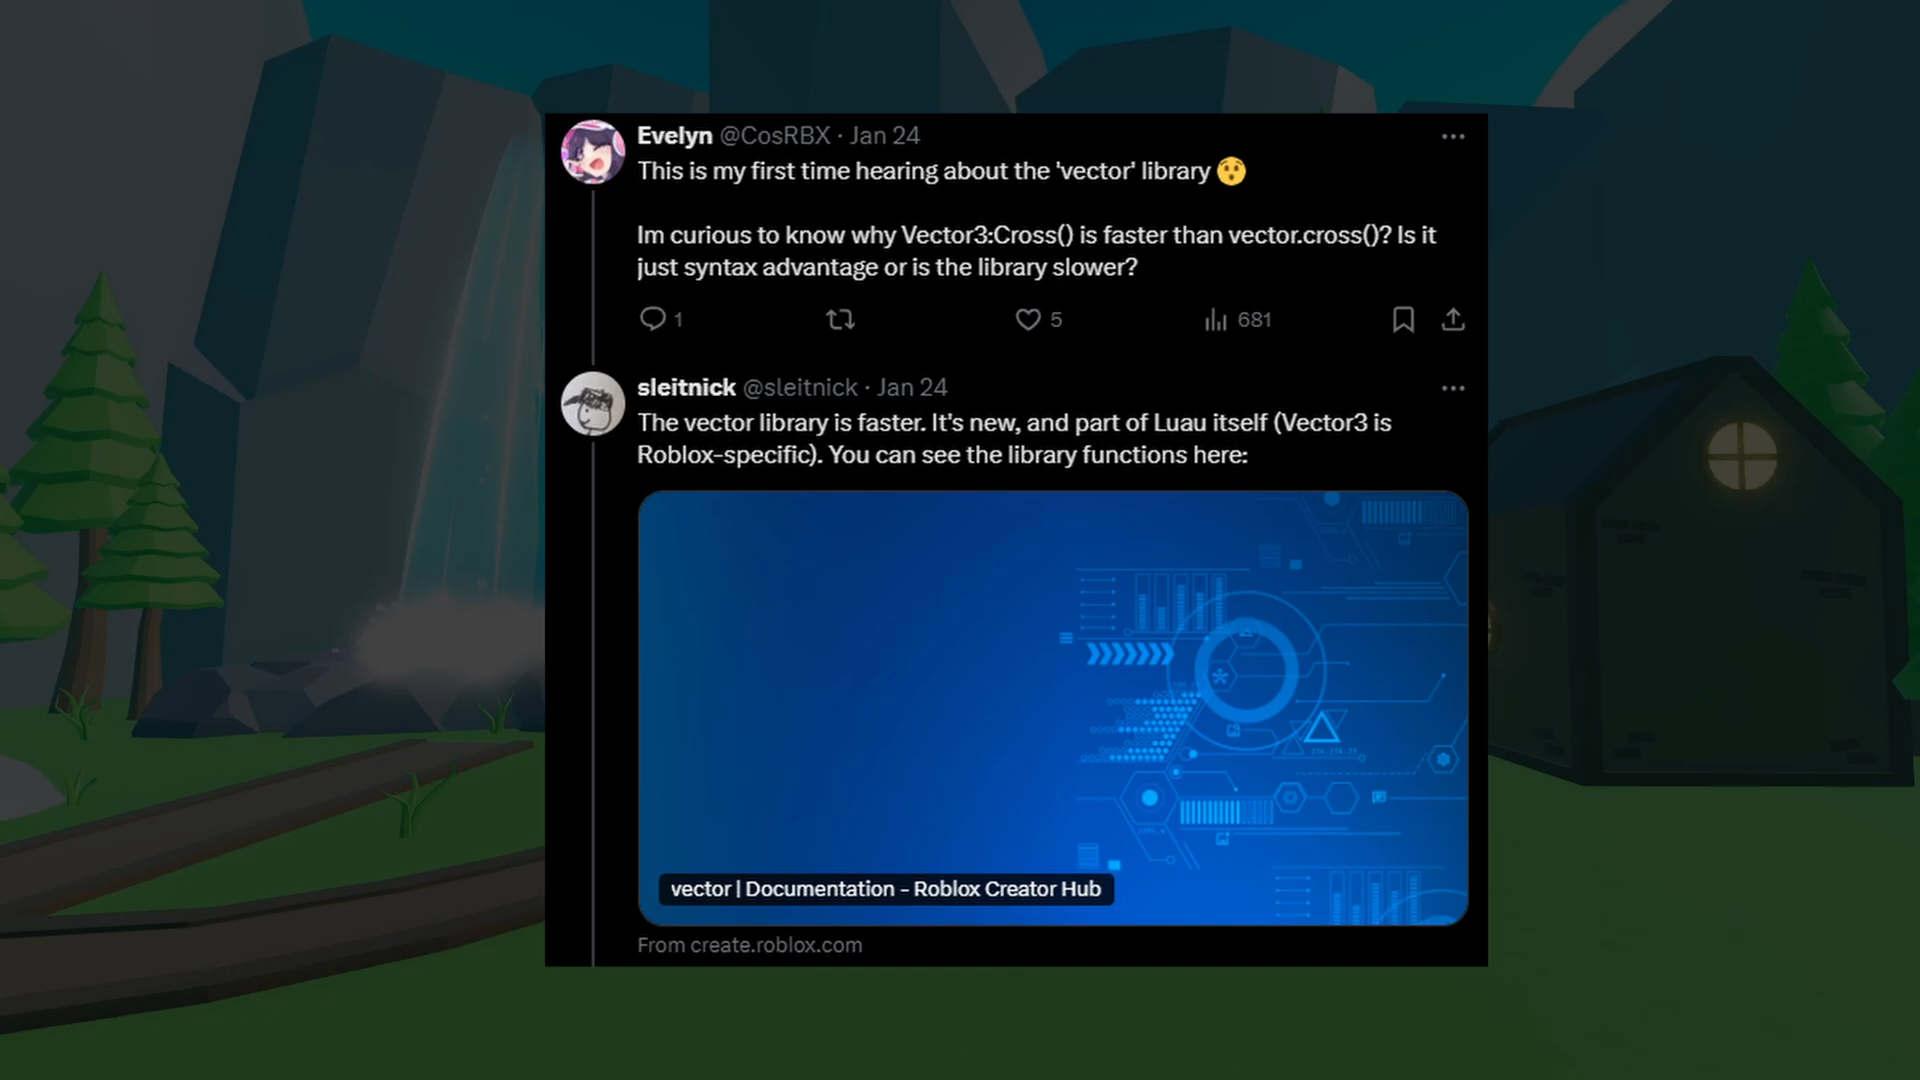 Evelyn @CosRBX · Jan 24
This is my first time hearing about the 'vector' library 😯
Im curious to know why Vector3:Cross() is faster than vector.cross()? Is it
just syntax advantage or is the library slower?
1 5 681
sleitnick @sleitnick · Jan 24
The vector library is faster. It's new, and part of Luau itself (Vector3 is
Roblox-specific). You can see the library functions here:
vector | Documentation - Roblox Creator Hub
From create.roblox.com